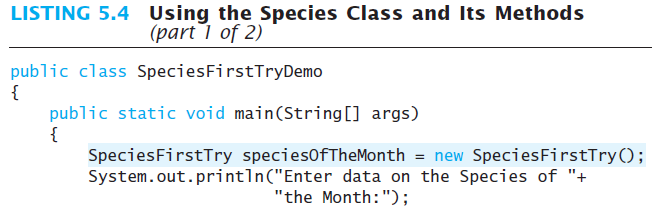 LISTING 5.4 Using the Species Class and Its Methods
(part 1 of 2)
public class SpeciesFirstTryDemo
{
    public static void main(String[] args)
    {
        SpeciesFirstTry speciesOfTheMonth = new SpeciesFirstTry();
        System.out.println("Enter data on the Species of "+
                           "the Month:");